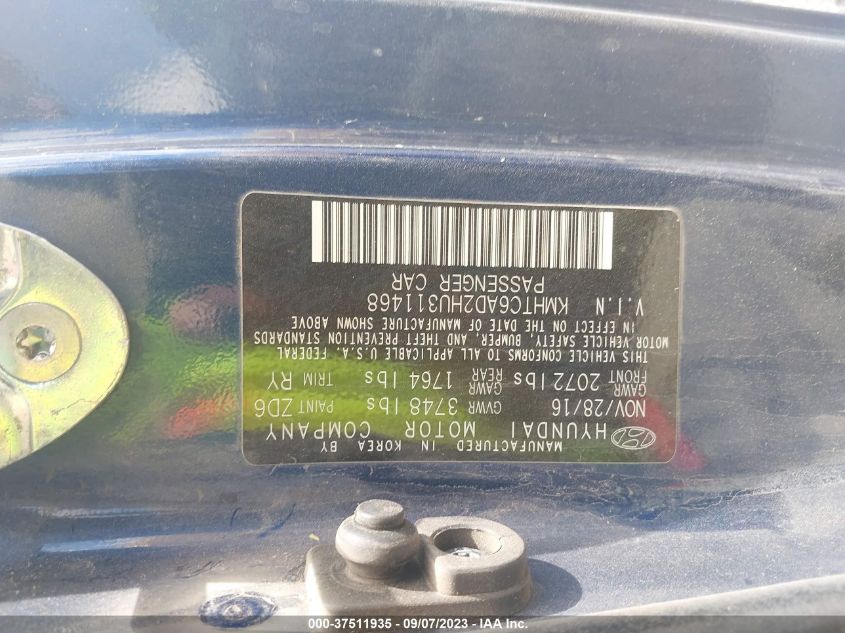 MANUFACTURED IN KOREA BY
HYUNDAI MOTOR COMPANY
NOV/28/16 GVWR 3748 lbs PAINT ZD6
GAWR FRONT 2072 lbs GAWR REAR 1764 lbs TRIM RY
THIS VEHICLE CONFORMS TO ALL APPLICABLE U.S.A. FEDERAL
MOTOR VEHICLE SAFETY, BUMPER, AND THEFT PREVENTION STANDARDS
IN EFFECT ON THE DATE OF MANUFACTURE SHOWN ABOVE
V.I.N KMHTC6AD2HU311468
PASSENGER CAR
000-37511935 - 09/07/2023 - © IAA Inc.